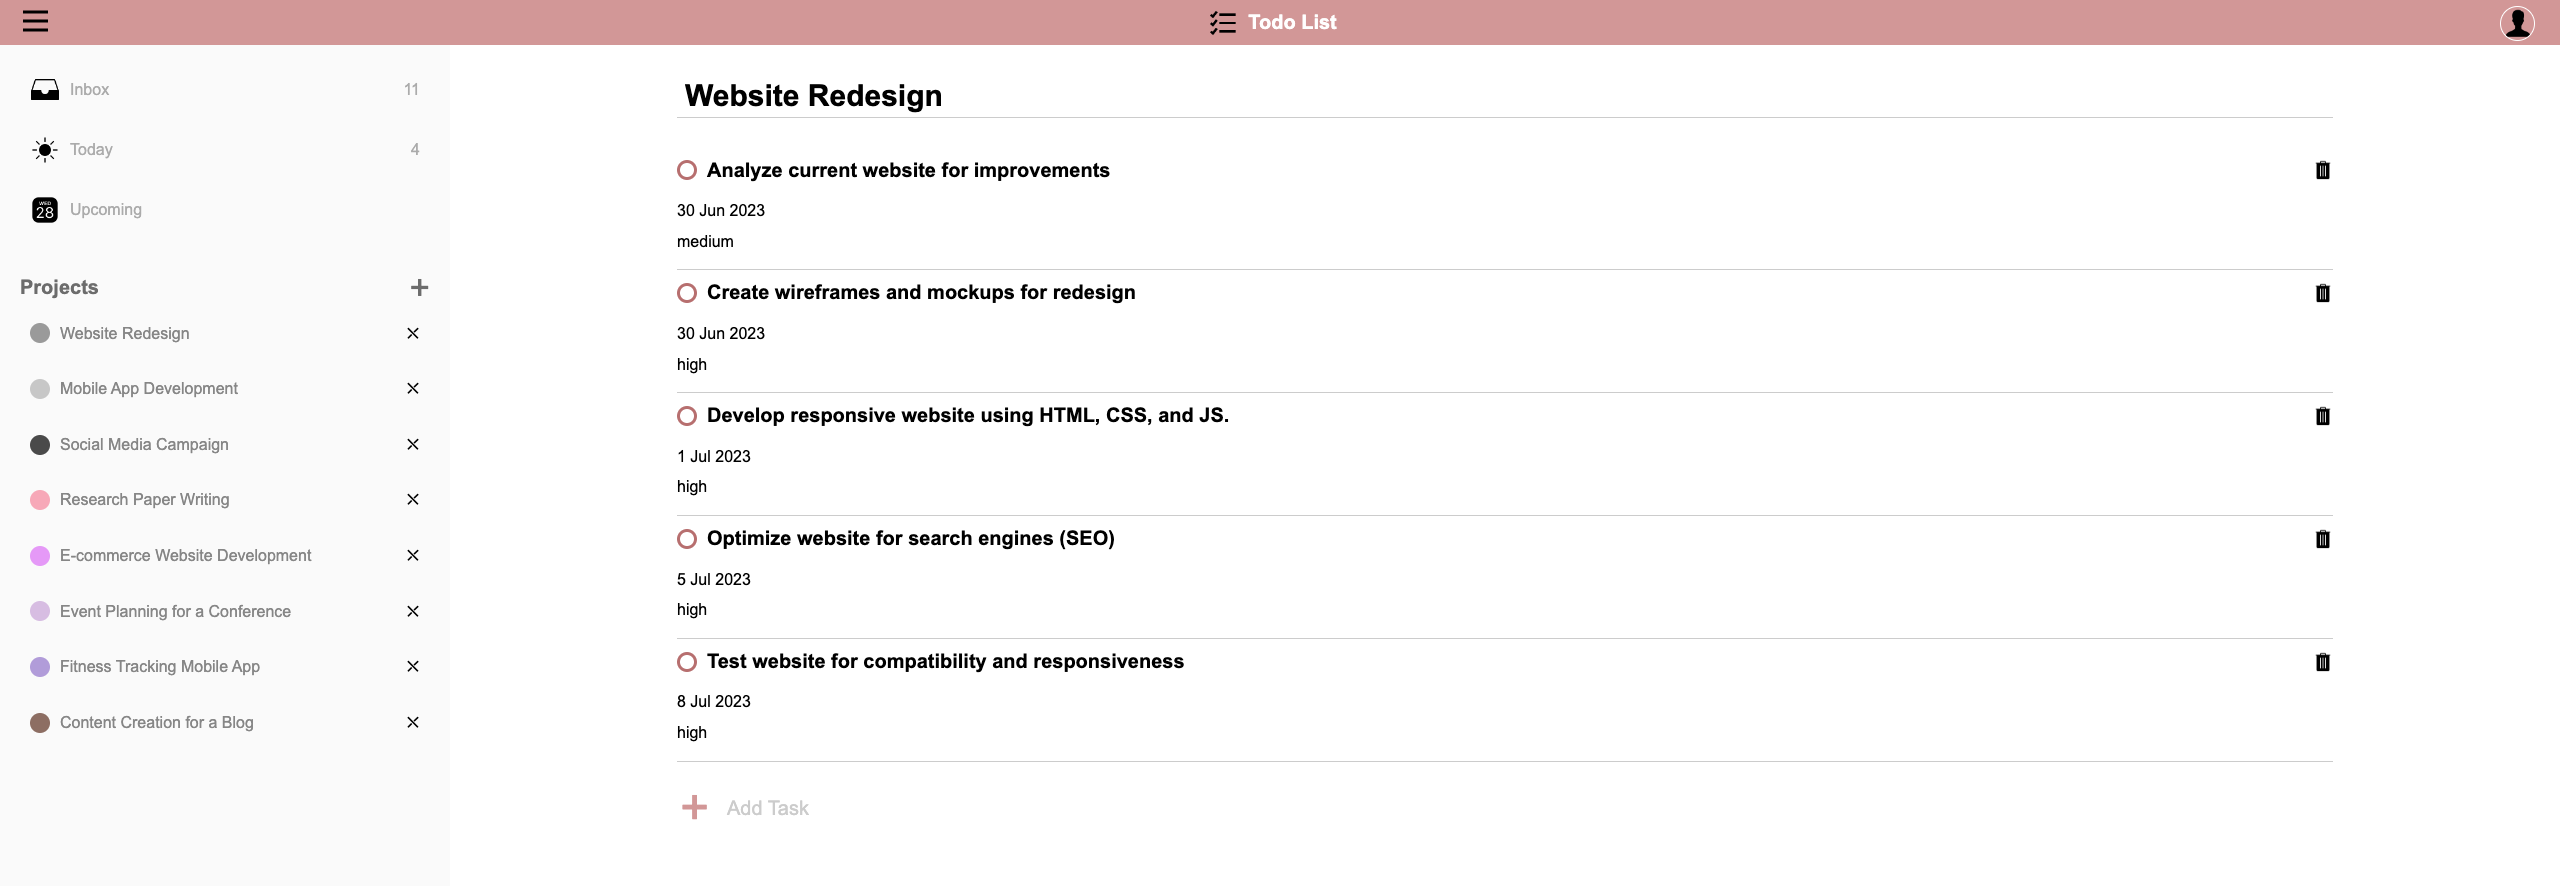 Todo List
Inbox 11
Today 4
WED
28
Upcoming
Projects
Website Redesign
Mobile App Development
Social Media Campaign
Research Paper Writing
E-commerce Website Development
Event Planning for a Conference
Fitness Tracking Mobile App
Content Creation for a Blog
Website Redesign
Analyze current website for improvements
30 Jun 2023
medium
Create wireframes and mockups for redesign
30 Jun 2023
high
Develop responsive website using HTML, CSS, and JS.
1 Jul 2023
high
Optimize website for search engines (SEO)
5 Jul 2023
high
Test website for compatibility and responsiveness
8 Jul 2023
high
Add Task